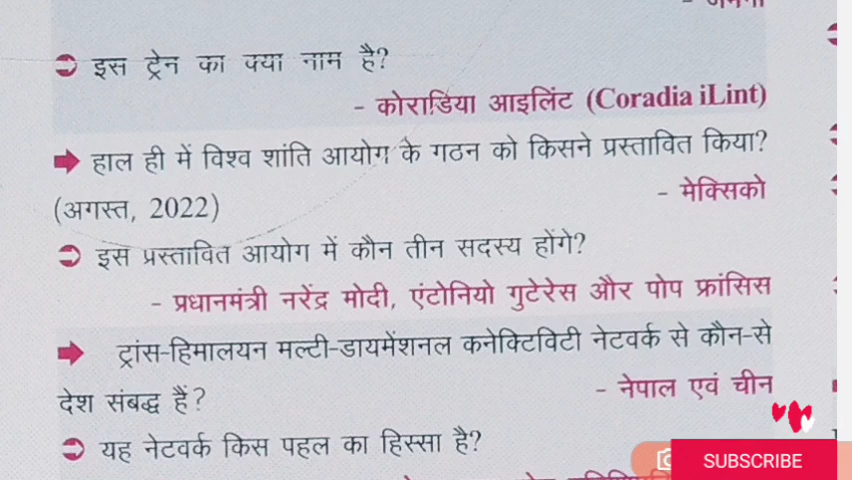 ➲ इस ट्रेन का क्या नाम है?
- कोराडिया आइलिंट (Coradia iLint)
➡ हाल ही में विश्व शांति आयोग के गठन को किसने प्रस्तावित किया?
(अगस्त, 2022) - मेक्सिको
➲ इस प्रस्तावित आयोग में कौन तीन सदस्य होंगे?
- प्रधानमंत्री नरेंद्र मोदी, एंटोनियो गुटेरेस और पोप फ्रांसिस
➡ ट्रांस-हिमालयन मल्टी-डायमेंशनल कनेक्टिविटी नेटवर्क से कौन-से
देश संबद्ध हैं? - नेपाल एवं चीन
➲ यह नेटवर्क किस पहल का हिस्सा है?
SUBSCRIBE